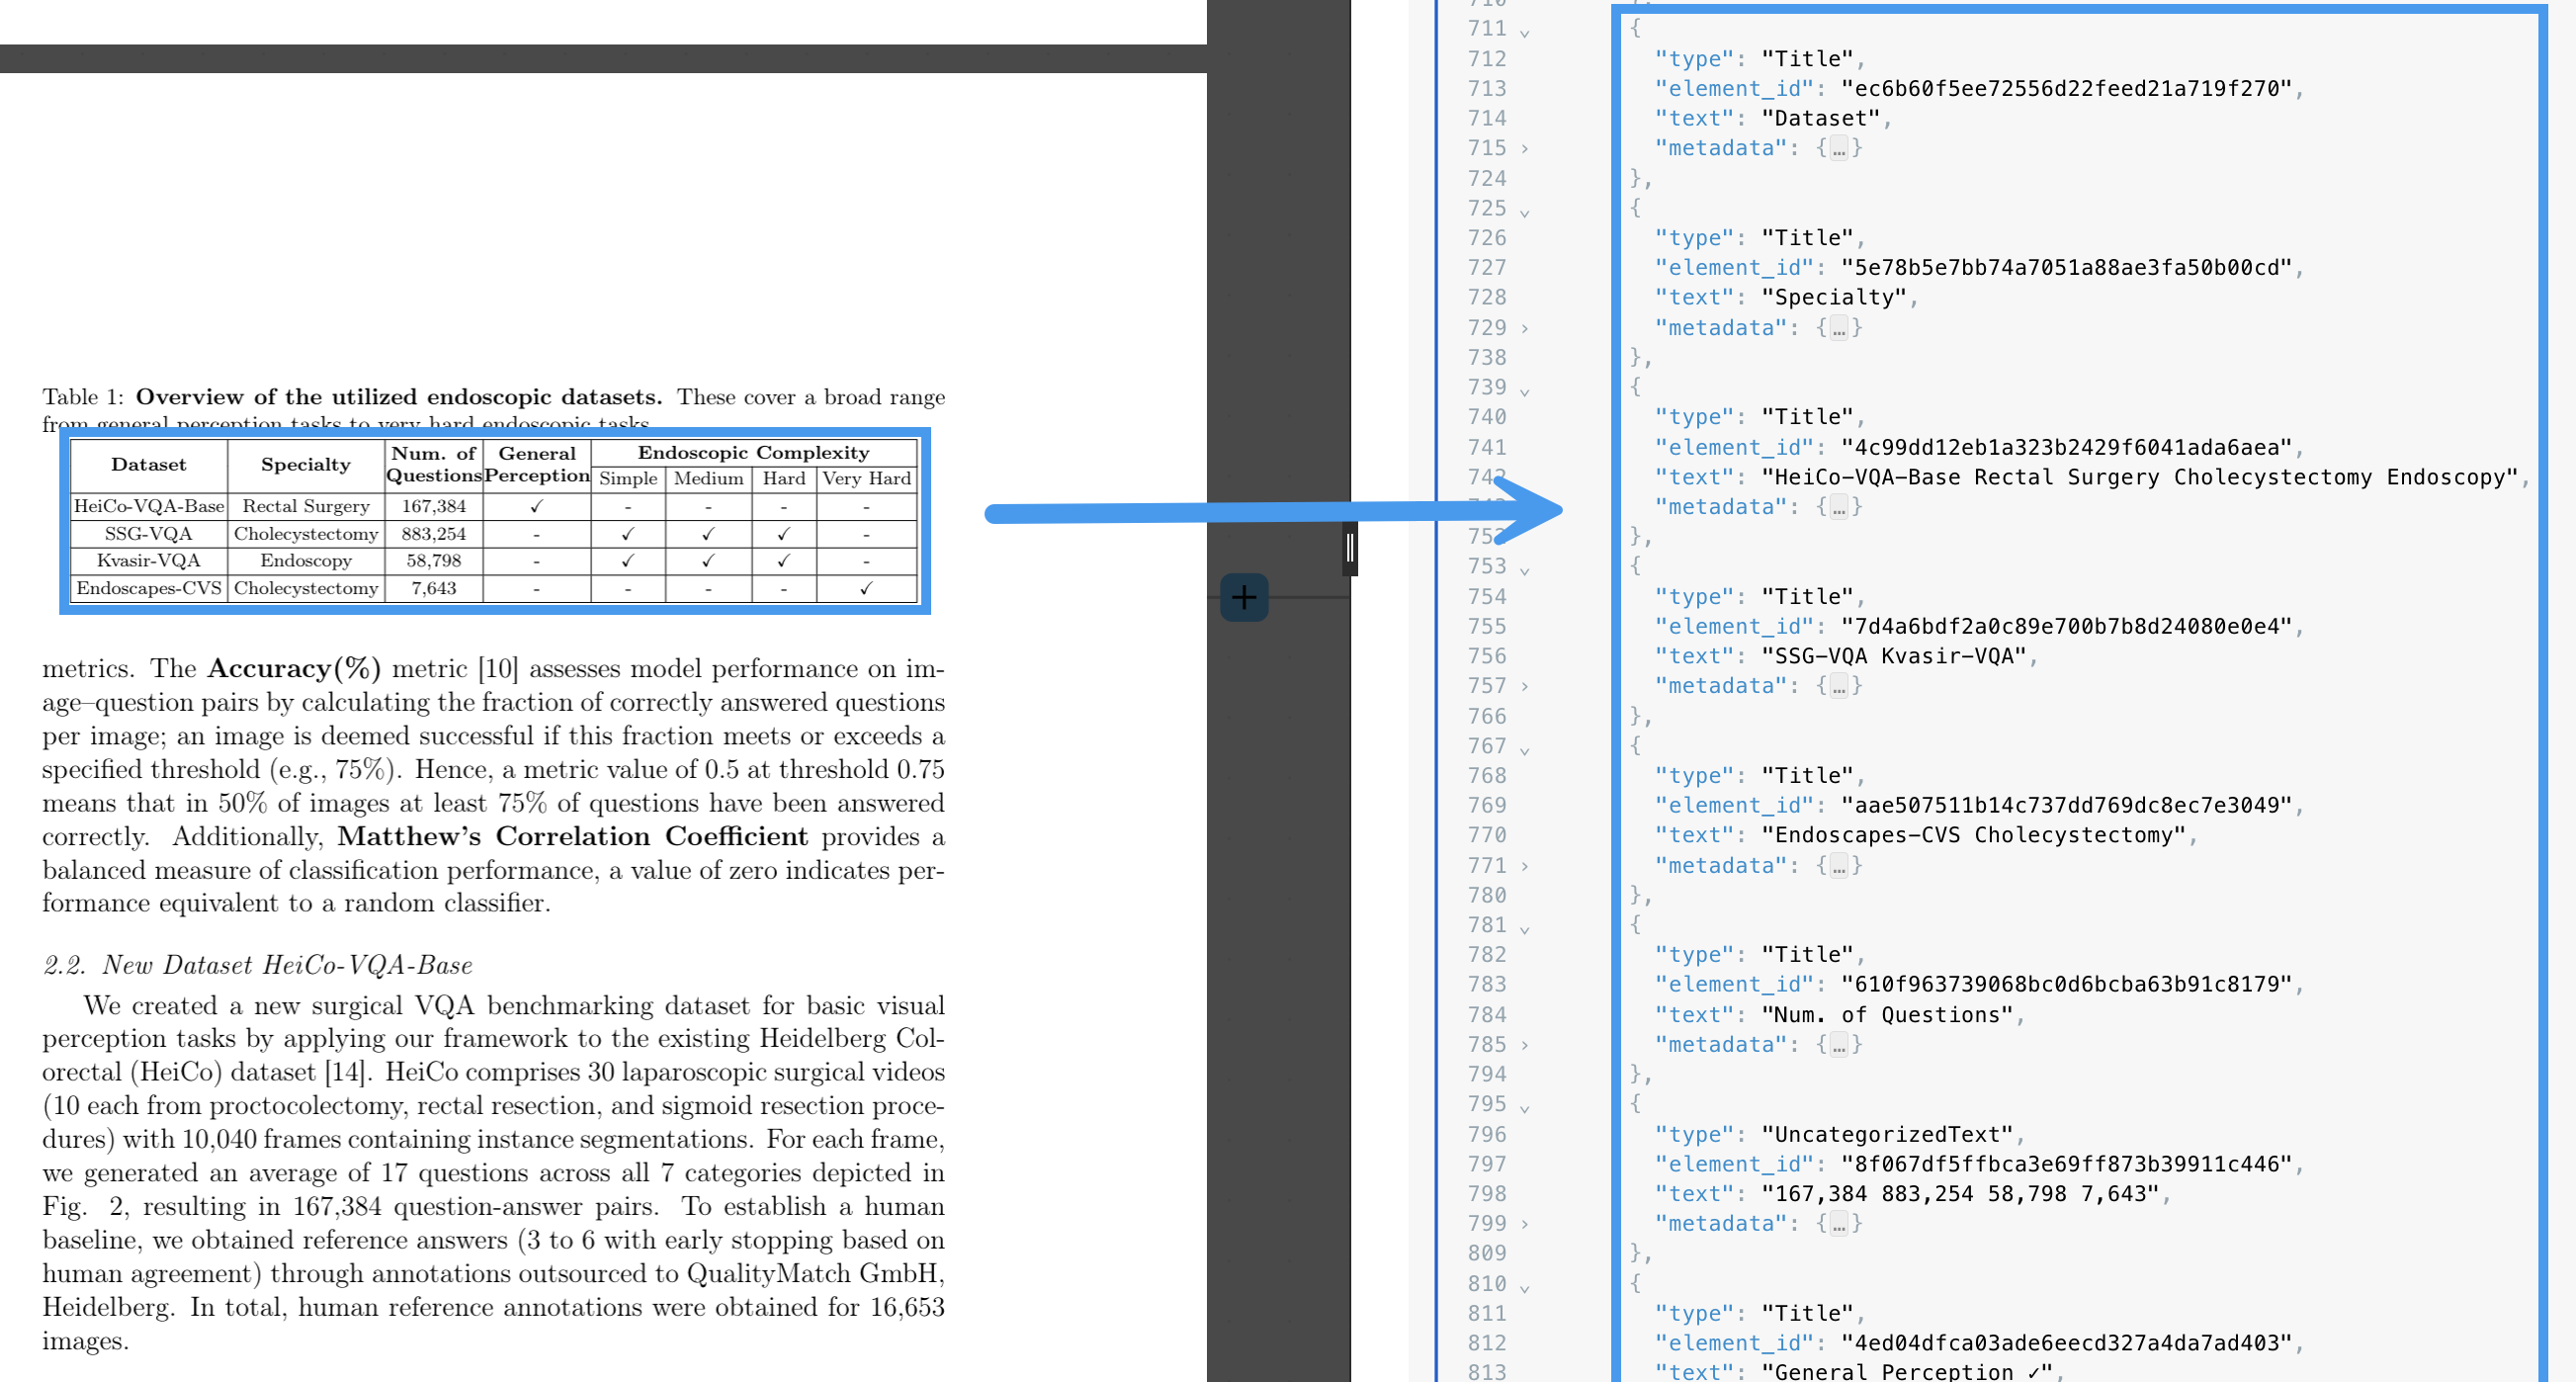 Table 1: Overview of the utilized endoscopic datasets. These cover a broad range
from general perception tasks to very hard endoscopic tasks.
Dataset Specialty Num. of Questions General Perception Endoscopic Complexity
Simple Medium Hard Very Hard
HeiCo-VQA-Base Rectal Surgery 167,384 ✓ - - - -
SSG-VQA Cholecystectomy 883,254 - ✓ ✓ ✓ -
Kvasir-VQA Endoscopy 58,798 - ✓ ✓ ✓ -
Endoscapes-CVS Cholecystectomy 7,643 - - - - ✓
metrics. The Accuracy(%) metric [10] assesses model performance on im-
age–question pairs by calculating the fraction of correctly answered questions
per image; an image is deemed successful if this fraction meets or exceeds a
specified threshold (e.g., 75%). Hence, a metric value of 0.5 at threshold 0.75
means that in 50% of images at least 75% of questions have been answered
correctly. Additionally, Matthew's Correlation Coefficient provides a
balanced measure of classification performance, a value of zero indicates per-
formance equivalent to a random classifier.
2.2. New Dataset HeiCo-VQA-Base
We created a new surgical VQA benchmarking dataset for basic visual
perception tasks by applying our framework to the existing Heidelberg Col-
orectal (HeiCo) dataset [14]. HeiCo comprises 30 laparoscopic surgical videos
(10 each from proctocolectomy, rectal resection, and sigmoid resection proce-
dures) with 10,040 frames containing instance segmentations. For each frame,
we generated an average of 17 questions across all 7 categories depicted in
Fig. 2, resulting in 167,384 question-answer pairs. To establish a human
baseline, we obtained reference answers (3 to 6 with early stopping based on
human agreement) through annotations outsourced to QualityMatch GmbH,
Heidelberg. In total, human reference annotations were obtained for 16,653
images.
+
711 {
712 "type": "Title",
713 "element_id": "ec6b60f5ee72556d22feed21a719f270",
714 "text": "Dataset",
715 "metadata": {…}
724 },
725 {
726 "type": "Title",
727 "element_id": "5e78b5e7bb74a7051a88ae3fa50b00cd",
728 "text": "Specialty",
729 "metadata": {…}
738 },
739 {
740 "type": "Title",
741 "element_id": "4c99dd12eb1a323b2429f6041ada6aea",
742 "text": "HeiCo-VQA-Base Rectal Surgery Cholecystectomy Endoscopy",
"metadata": {…}
752 },
753 {
754 "type": "Title",
755 "element_id": "7d4a6bdf2a0c89e700b7b8d24080e0e4",
756 "text": "SSG-VQA Kvasir-VQA",
757 "metadata": {…}
766 },
767 {
768 "type": "Title",
769 "element_id": "aae507511b14c737dd769dc8ec7e3049",
770 "text": "Endoscapes-CVS Cholecystectomy",
771 "metadata": {…}
780 },
781 {
782 "type": "Title",
783 "element_id": "610f963739068bc0d6bcba63b91c8179",
784 "text": "Num. of Questions",
785 "metadata": {…}
794 },
795 {
796 "type": "UncategorizedText",
797 "element_id": "8f067df5ffbca3e69ff873b39911c446",
798 "text": "167,384 883,254 58,798 7,643",
799 "metadata": {…}
809 },
810 {
811 "type": "Title",
812 "element_id": "4ed04dfca03ade6eecd327a4da7ad403",
813 "text": "General Perception ✓",